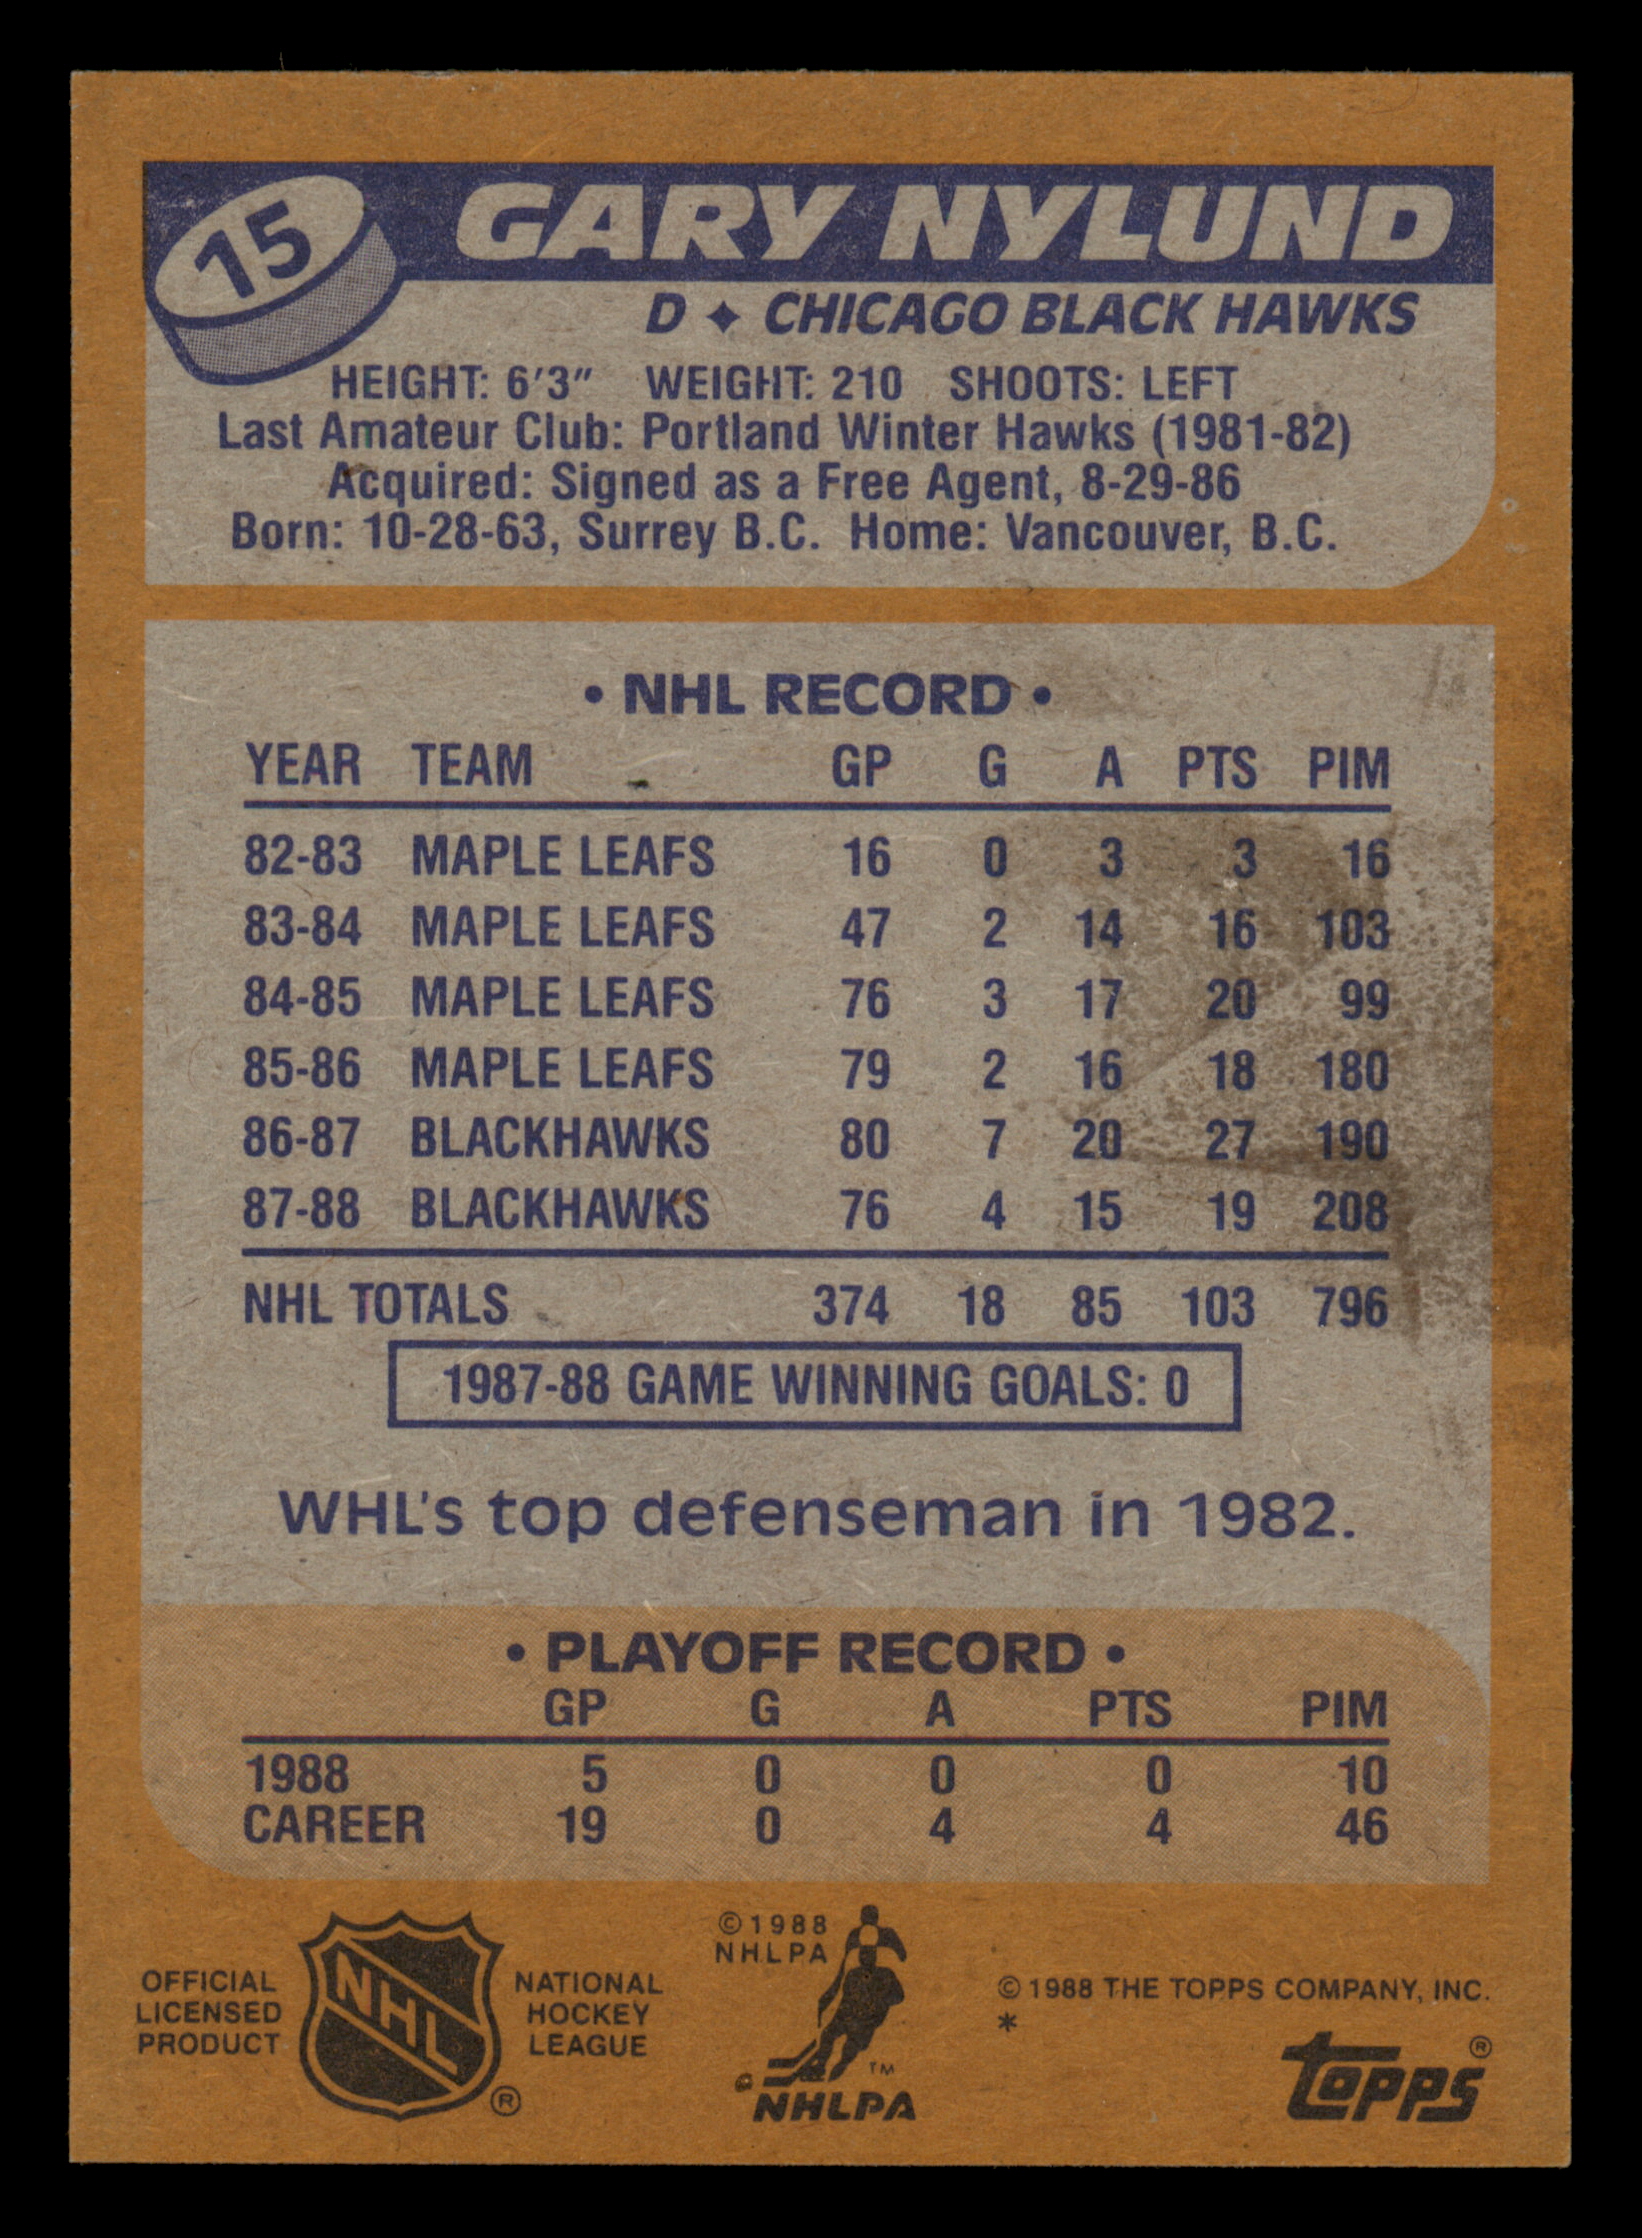 15
GARY NYLUND
D ✦ CHICAGO BLACK HAWKS
HEIGHT: 6'3" WEIGHT: 210 SHOOTS: LEFT
Last Amateur Club: Portland Winter Hawks (1981-82)
Acquired: Signed as a Free Agent, 8-29-86
Born: 10-28-63, Surrey B.C. Home: Vancouver, B.C.
• NHL RECORD •
YEAR TEAM GP G A PTS PIM
82-83 MAPLE LEAFS 16 0 3 3 16
83-84 MAPLE LEAFS 47 2 14 16 103
84-85 MAPLE LEAFS 76 3 17 20 99
85-86 MAPLE LEAFS 79 2 16 18 180
86-87 BLACKHAWKS 80 7 20 27 190
87-88 BLACKHAWKS 76 4 15 19 208
NHL TOTALS 374 18 85 103 796
1987-88 GAME WINNING GOALS: 0
WHL's top defenseman in 1982.
• PLAYOFF RECORD •
GP G A PTS PIM
1988 5 0 0 0 10
CAREER 19 0 4 4 46
OFFICIAL
LICENSED
PRODUCT
NHL
®
NATIONAL
HOCKEY
LEAGUE
© 1988
NHLPA
TM
NHLPA
© 1988 THE TOPPS COMPANY, INC.
*
topps ®